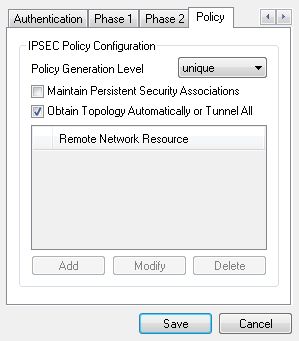 Authentication Phase 1 Phase 2 Policy
IPSEC Policy Configuration
Policy Generation Level unique
Maintain Persistent Security Associations
Obtain Topology Automatically or Tunnel All
Remote Network Resource
Add Modify Delete
Save Cancel